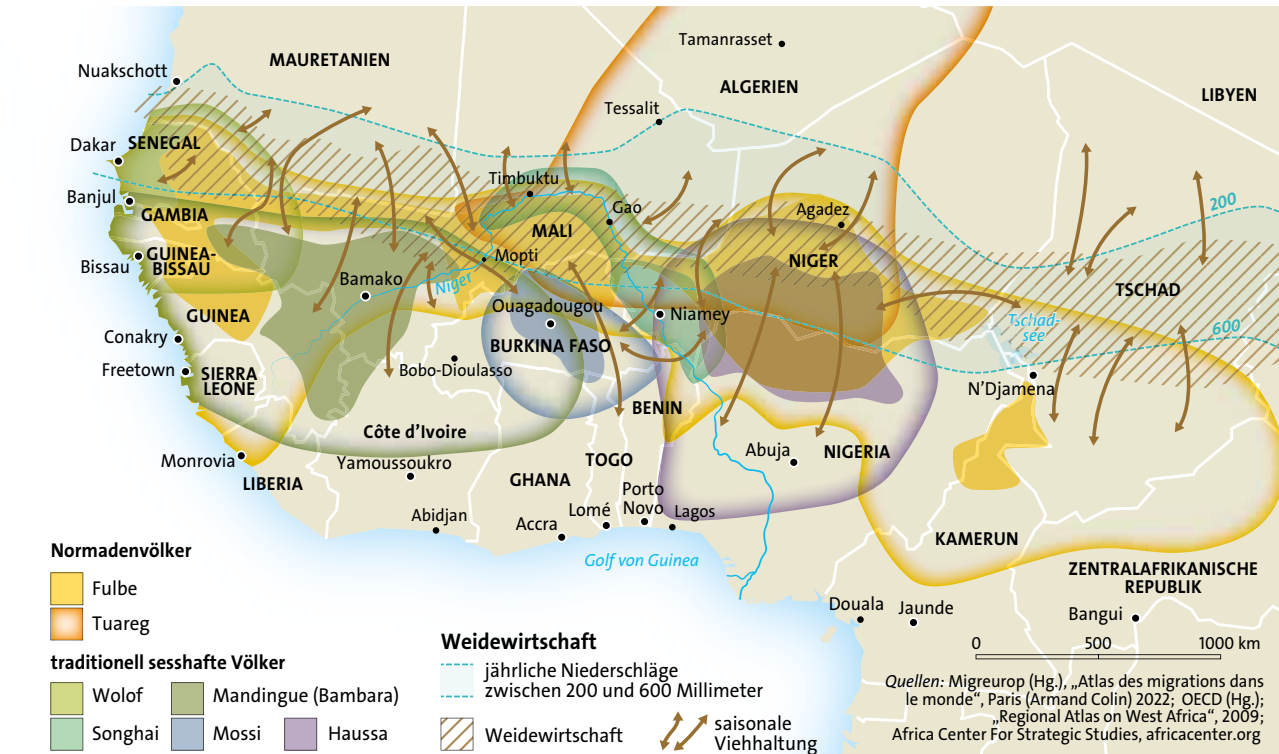 Tamanrasset
MAURETANIEN
Nuakschott
ALGERIEN
LIBYEN
Tessalit
Dakar
SENEGAL
Timbuktu
Banjul
GAMBIA
Gao
Agadez
200
MALI
GUINEA-
BISSAU
Bissau
Mopti
NIGER
Bamako
Niger
TSCHAD
Ouagadougou
GUINEA
Niamey
Tschad-
see
600
Conakry
BURKINA FASO
Freetown
SIERRA
LEONE
Bobo-Dioulasso
N’Djamena
BENIN
Côte d’Ivoire
Monrovia
Yamoussoukro
Abuja
NIGERIA
LIBERIA
GHANA
TOGO
Porto
Novo
Abidjan
Accra
Lomé
Lagos
Golf von Guinea
KAMERUN
ZENTRALAFRIKANISCHE
REPUBLIK
Douala
Jaunde
Bangui
Normadenvölker
Fulbe
Tuareg
traditionell sesshafte Völker
Wolof
Mandingue (Bambara)
Songhai
Mossi
Haussa
Weidewirtschaft
jährliche Niederschläge
zwischen 200 und 600 Millimeter
Weidewirtschaft
saisonale
Viehhaltung
0 500 1000 km
Quellen: Migreurop (Hg.), „Atlas des migrations dans
le monde“, Paris (Armand Colin) 2022; OECD (Hg.);
„Regional Atlas on West Africa“, 2009;
Africa Center For Strategic Studies, africacenter.org